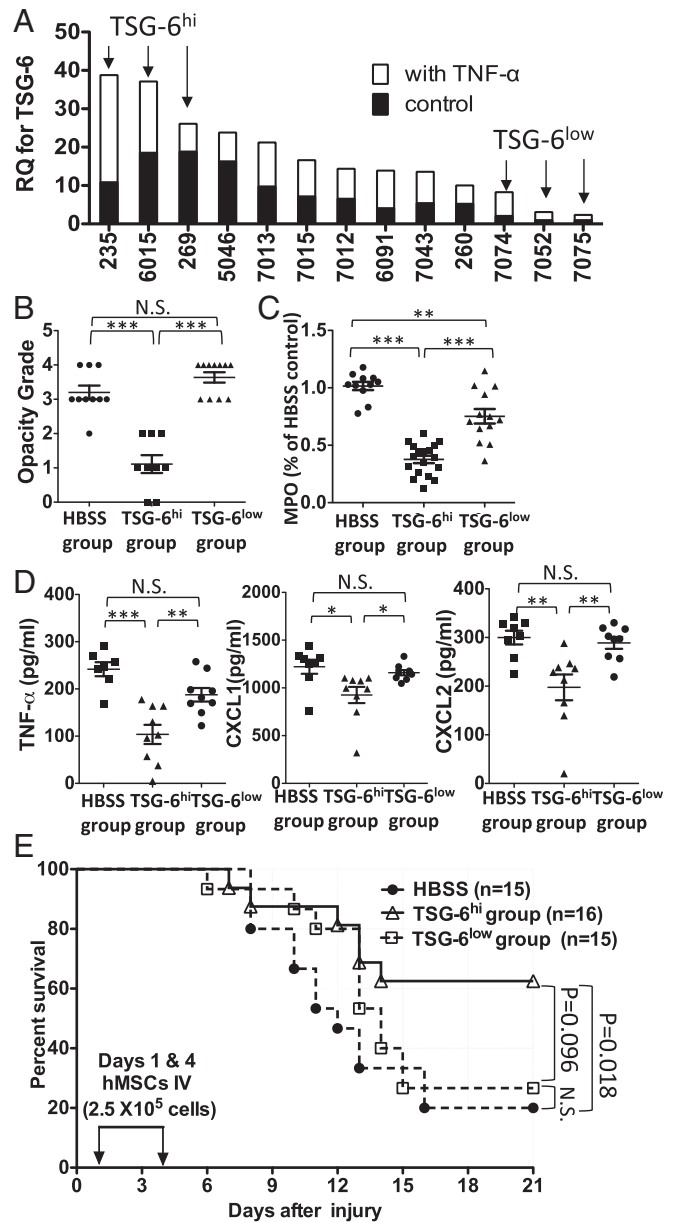 A
TSG-6hi
RQ for TSG-6
50
40
30
20
10
0
with TNF-α
control
TSG-6low
235
6015
269
5046
7013
7015
7012
6091
7043
260
7074
7052
7075
B
N.S.
***
***
Opacity Grade
5
4
3
2
1
0
HBSS group
TSG-6hi group
TSG-6low group
C
**
***
***
MPO (% of HBSS control)
1.5
1.0
0.5
0.0
HBSS group
TSG-6hi group
TSG-6low group
D
N.S.
***
**
TNF-α (pg/ml)
400
300
200
100
0
HBSS group
TSG-6hi group
TSG-6low group
N.S.
*
*
CXCL1(pg/ml)
2000
1500
1000
500
0
HBSS group
TSG-6hi group
TSG-6low group
N.S.
**
**
CXCL2 (pg/ml)
400
300
200
100
0
HBSS group
TSG-6hi group
TSG-6low group
E
Percent survival
100
80
60
40
20
0
HBSS (n=15)
TSG-6hi group (n=16)
TSG-6low group (n=15)
Days 1 & 4
hMSCs IV
(2.5 X10⁵ cells)
P=0.096
N.S.
P=0.018
0
3
6
9
12
15
18
21
Days after injury